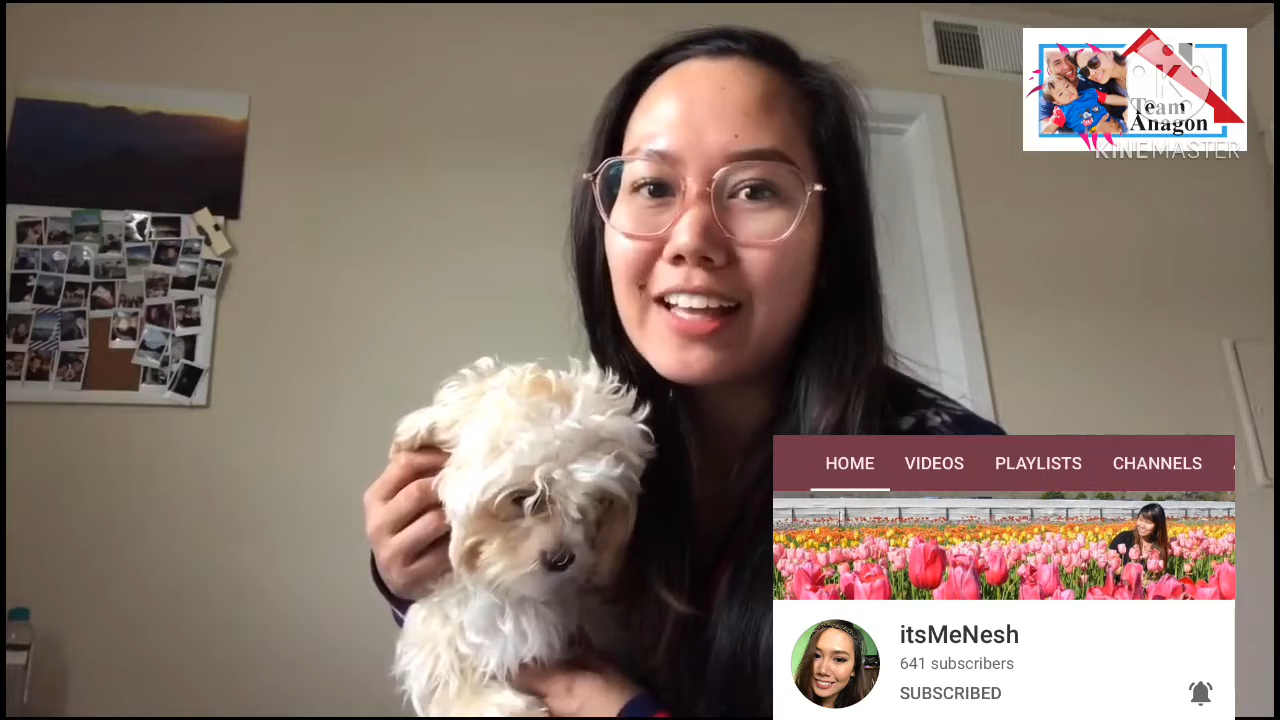 Team
Anagon
KINEMASTER
HOME VIDEOS PLAYLISTS CHANNELS
itsMeNesh
641 subscribers
SUBSCRIBED